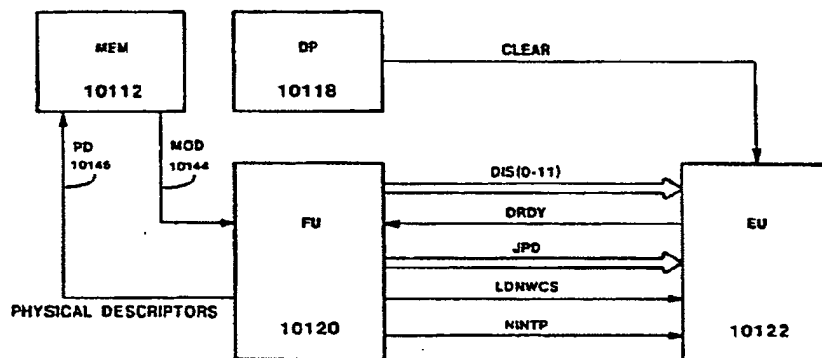 MEM
10112
DP
10118
CLEAR
PD
10146
MOD
10144
DIS(0-11)
DRDY
FU
EU
JPD
LDNWCS
PHYSICAL DESCRIPTORS
10120
NINTP
10122